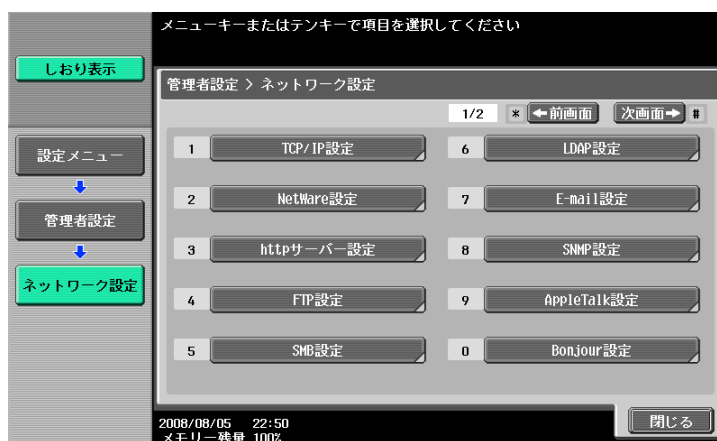 メニューキーまたはテンキーで項目を選択してください
しおり表示
管理者設定 > ネットワーク設定
1/2 * ←前画面 次画面→ #
設定メニュー
管理者設定
ネットワーク設定
1 TCP/IP設定
2 NetWare設定
3 httpサーバー設定
4 FTP設定
5 SMB設定
6 LDAP設定
7 E-mail設定
8 SNMP設定
9 AppleTalk設定
0 Bonjour設定
2008/08/05 22:50
メモリー残量 100%
閉じる